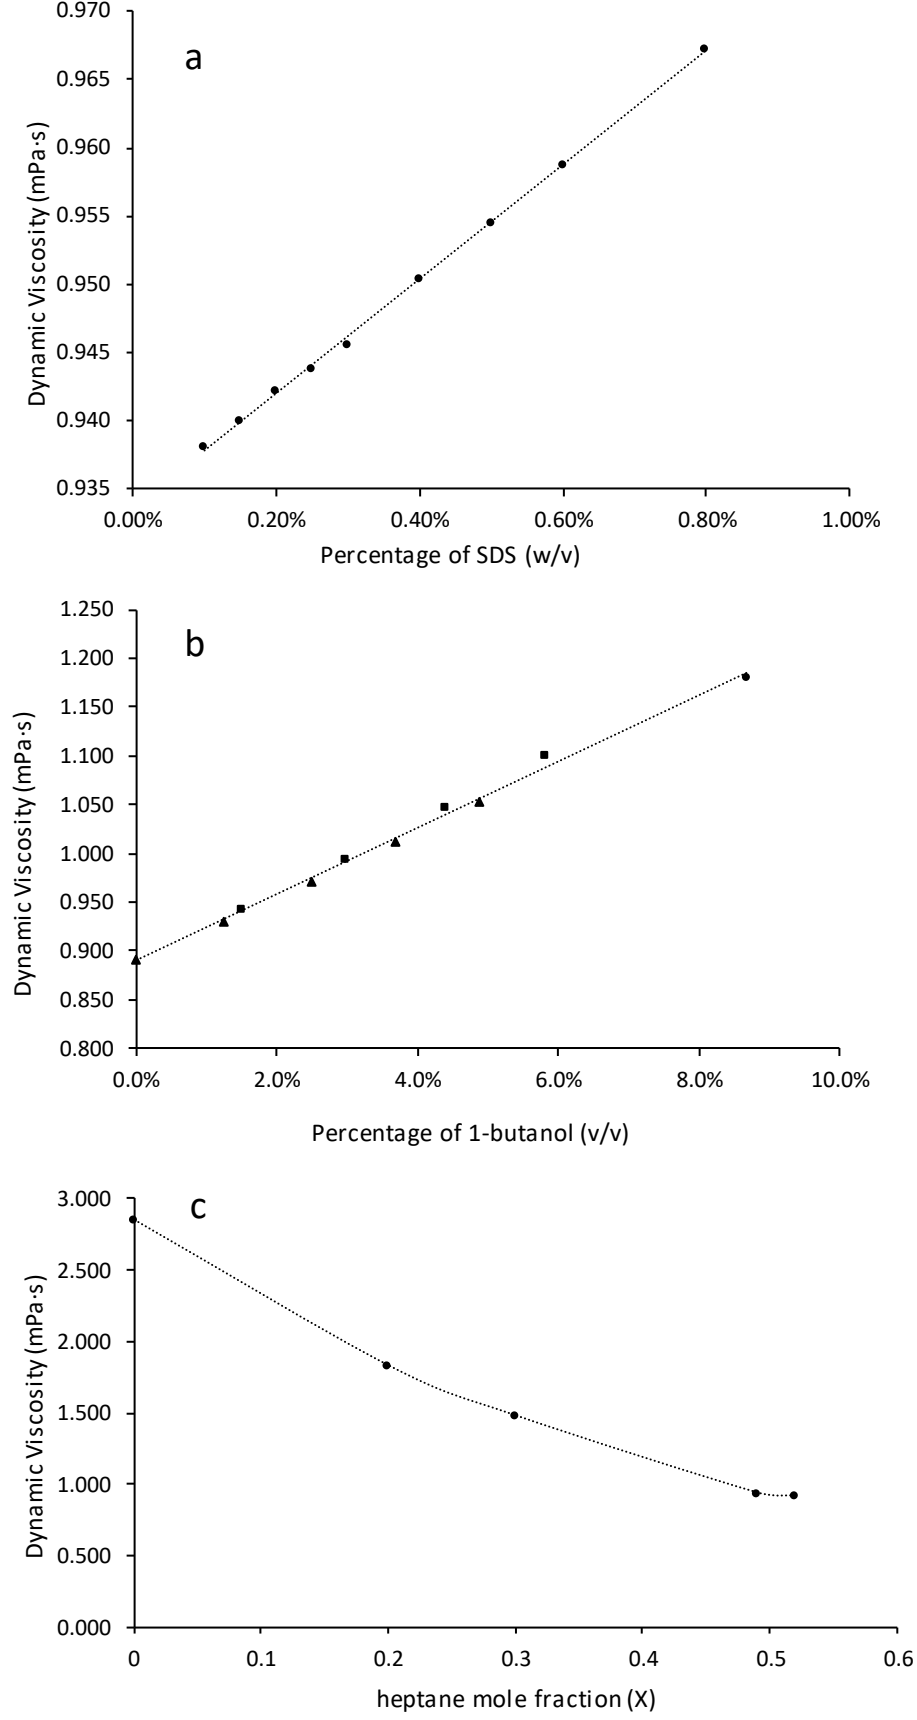 0.970
a
0.965
0.960
0.955
0.950
0.945
0.940
0.935
Dynamic Viscosity (mPa·s)
0.00% 0.20% 0.40% 0.60% 0.80% 1.00%
Percentage of SDS (w/v)
1.250
b
1.200
1.150
1.100
1.050
1.000
0.950
0.900
0.850
0.800
Dynamic Viscosity (mPa·s)
0.0% 2.0% 4.0% 6.0% 8.0% 10.0%
Percentage of 1-butanol (v/v)
3.000
c
2.500
2.000
1.500
1.000
0.500
0.000
Dynamic Viscosity (mPa·s)
0 0.1 0.2 0.3 0.4 0.5 0.6
heptane mole fraction (X)